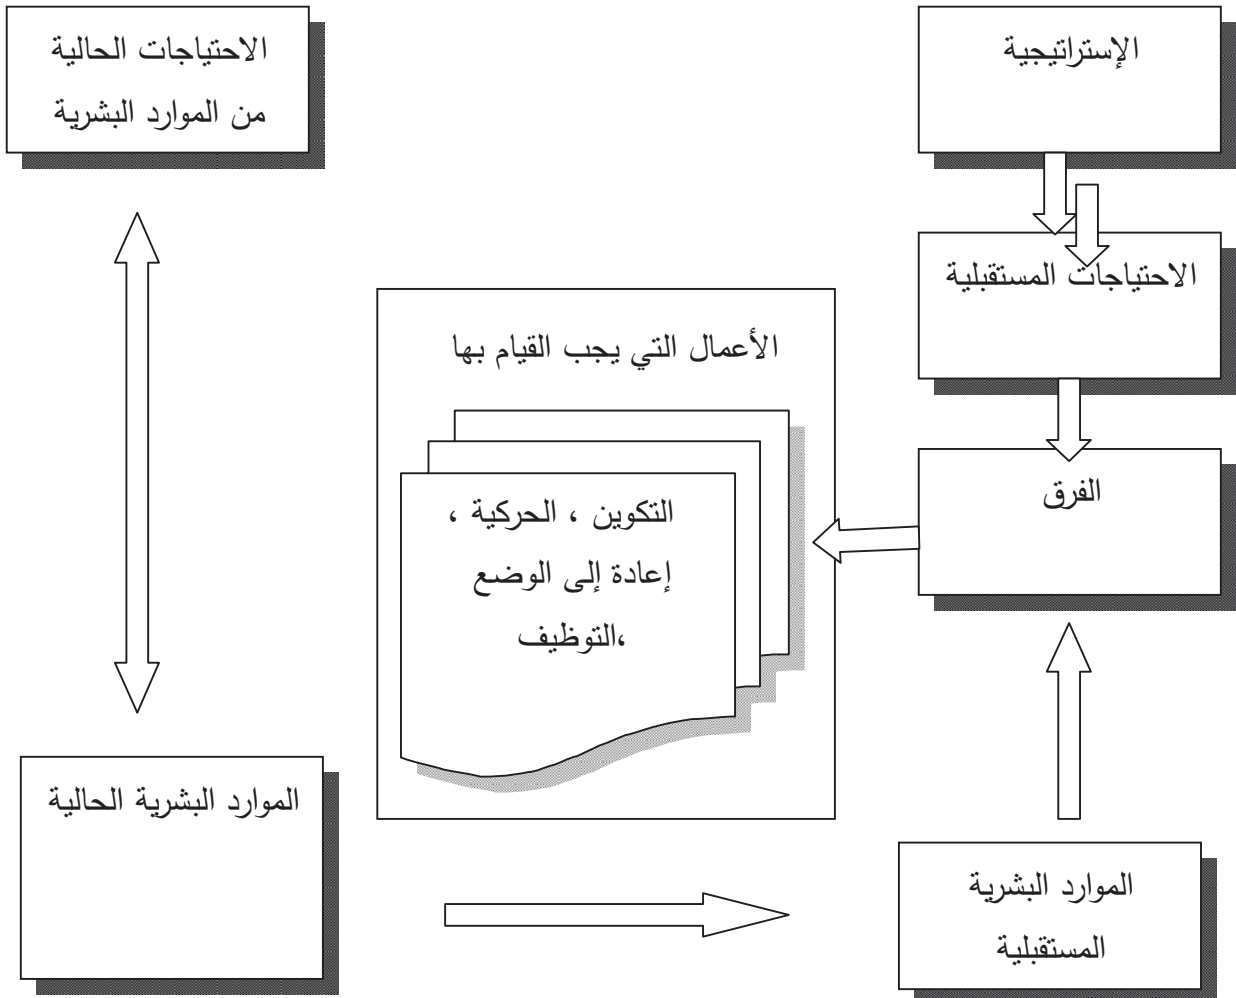 الإستراتيجية
الاحتياجات الحالية
من الموارد البشرية
الاحتياجات المستقبلية
الأعمال التي يجب القيام بها
الفرق
التكوين ، الحركية ،
إعادة إلى الوضع
،التوظيف
الموارد البشرية الحالية
الموارد البشرية
المستقبلية